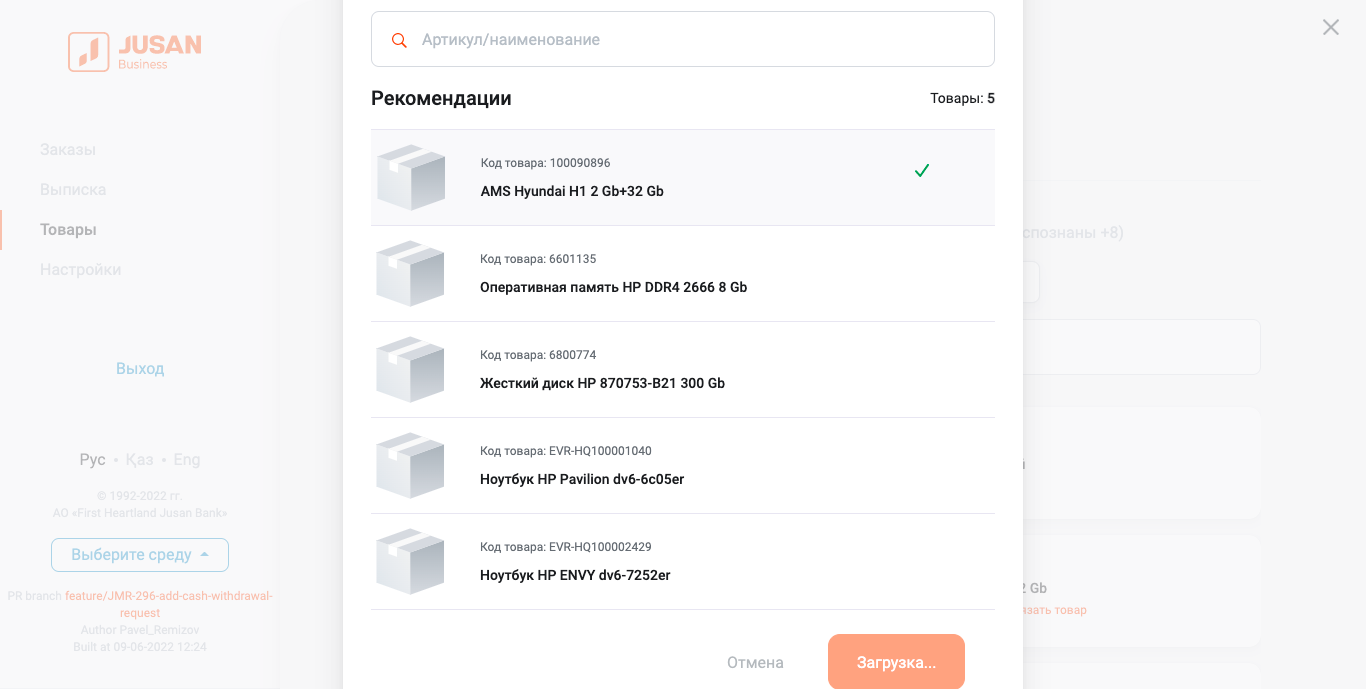 JUSAN
Business
Заказы
Выписка
Товары
Настройки
Выход
Рус • Қаз • Eng
© 1992-2022 гг.
АО «First Heartland Jusan Bank»
Выберите среду
PR branch feature/JMR-296-add-cash-withdrawal-
request
Author Pavel_Remizov
Built at 09-06-2022 12:24
Артикул/наименование
Рекомендации
Товары: 5
Код товара: 100090896
AMS Hyundai H1 2 Gb+32 Gb
Код товара: 6601135
Оперативная память HP DDR4 2666 8 Gb
Код товара: 6800774
Жесткий диск HP 870753-B21 300 Gb
Код товара: EVR-HQ100001040
Ноутбук HP Pavilion dv6-6c05er
Код товара: EVR-HQ100002429
Ноутбук HP ENVY dv6-7252er
Отмена
Загрузка...
спознаны +8)
2 Gb
язать товар